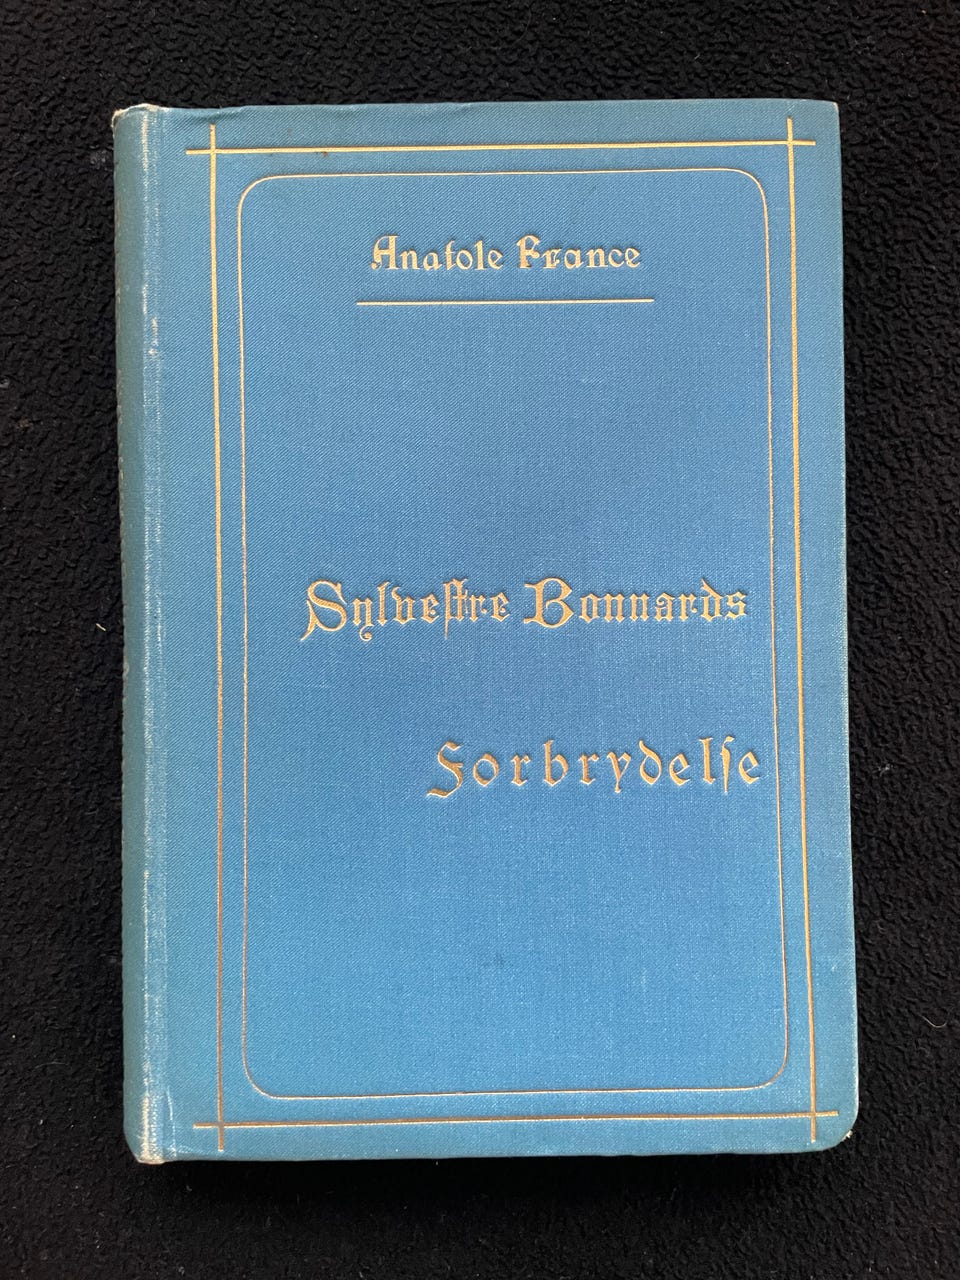 Anatole France
Sylveſtre Bonnards
Forbrydelſe